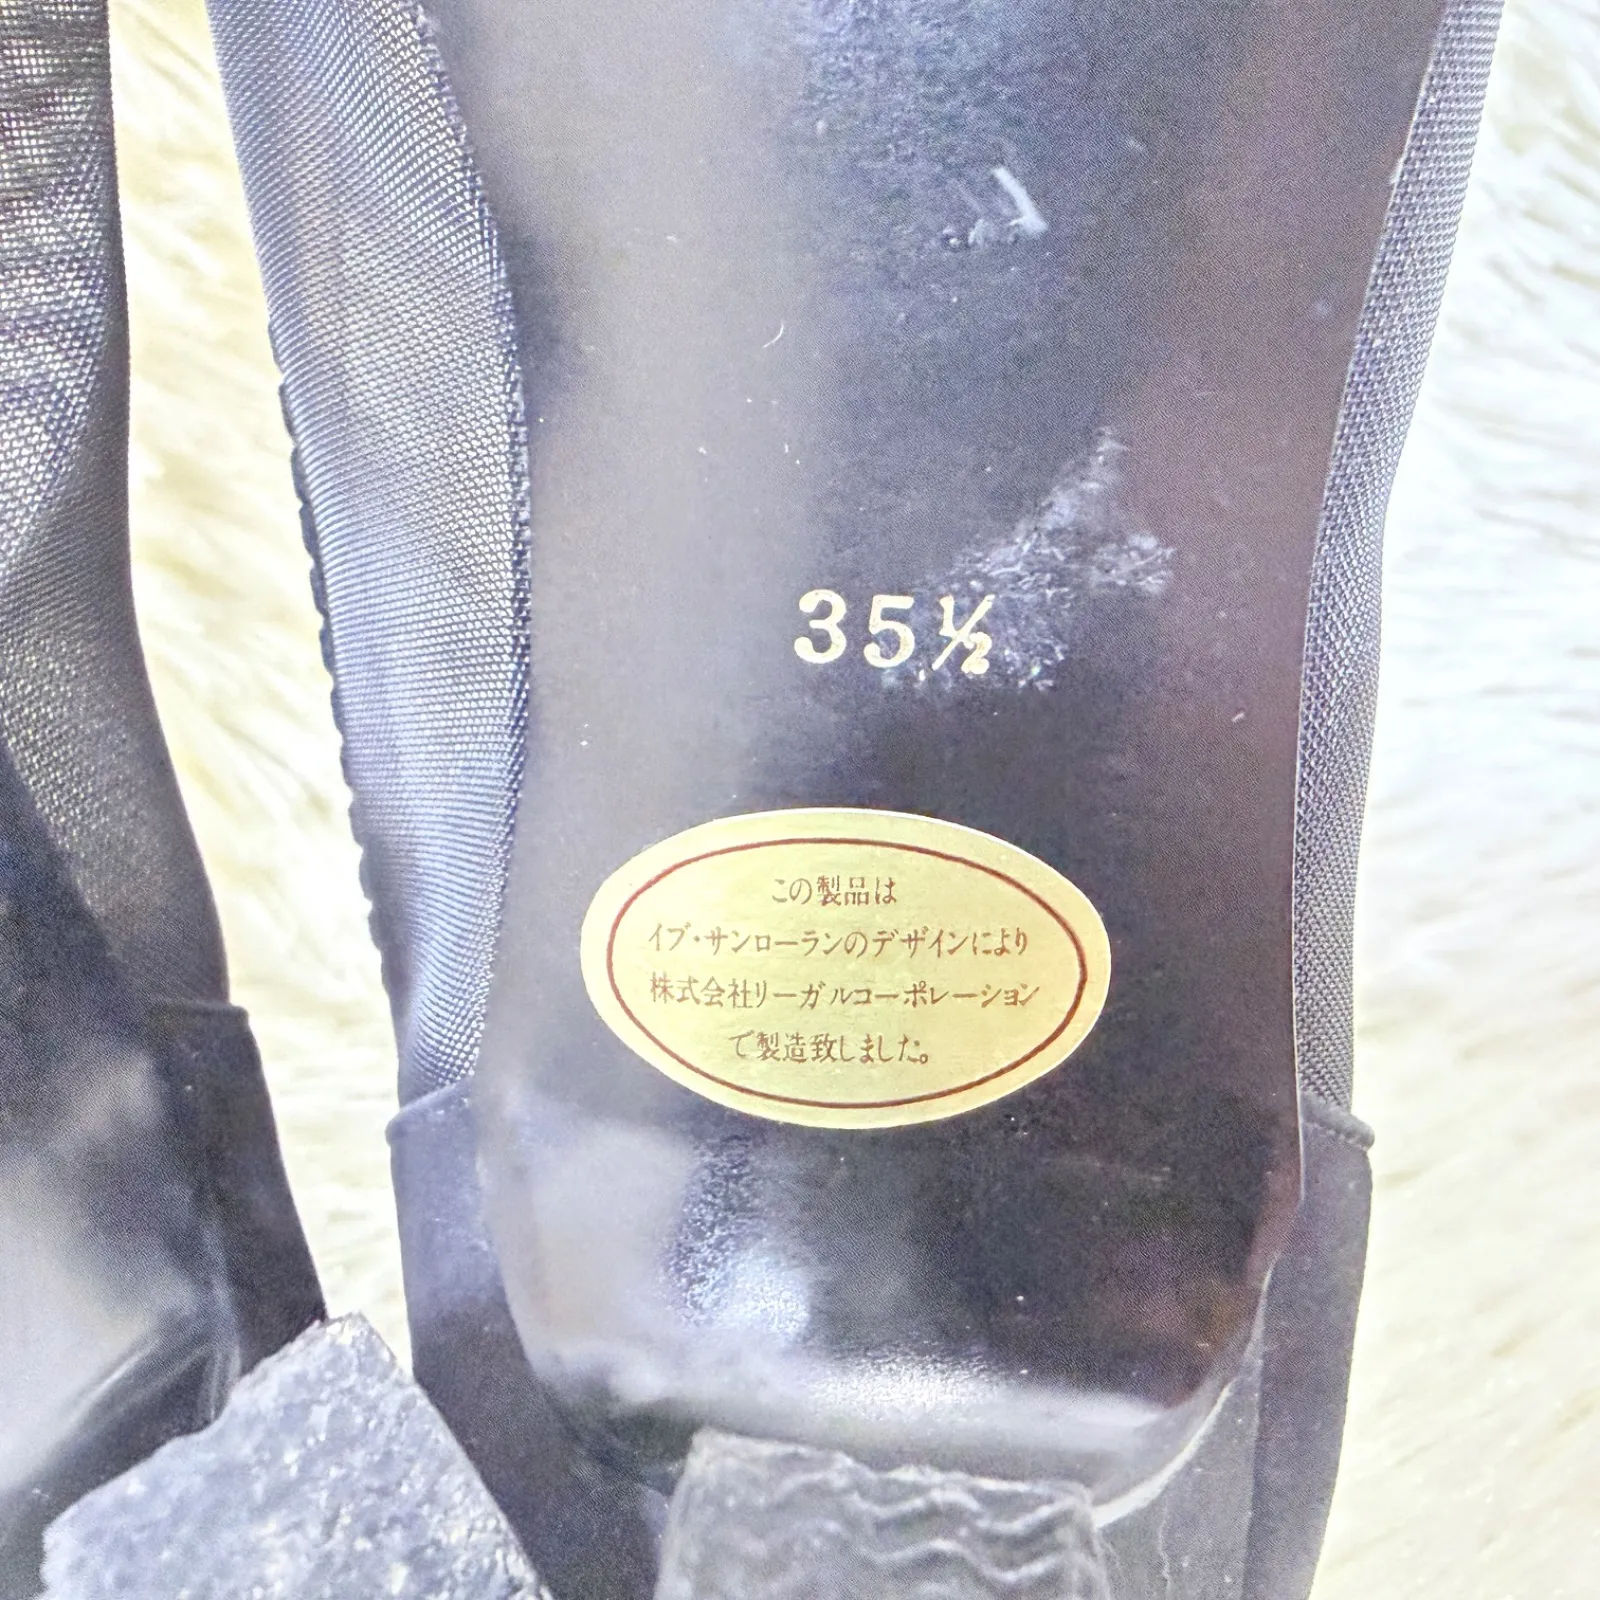 35½
この製品は
イブ・サンローランのデザインにより
株式会社リーガルコーポレーション
で製造致しました。